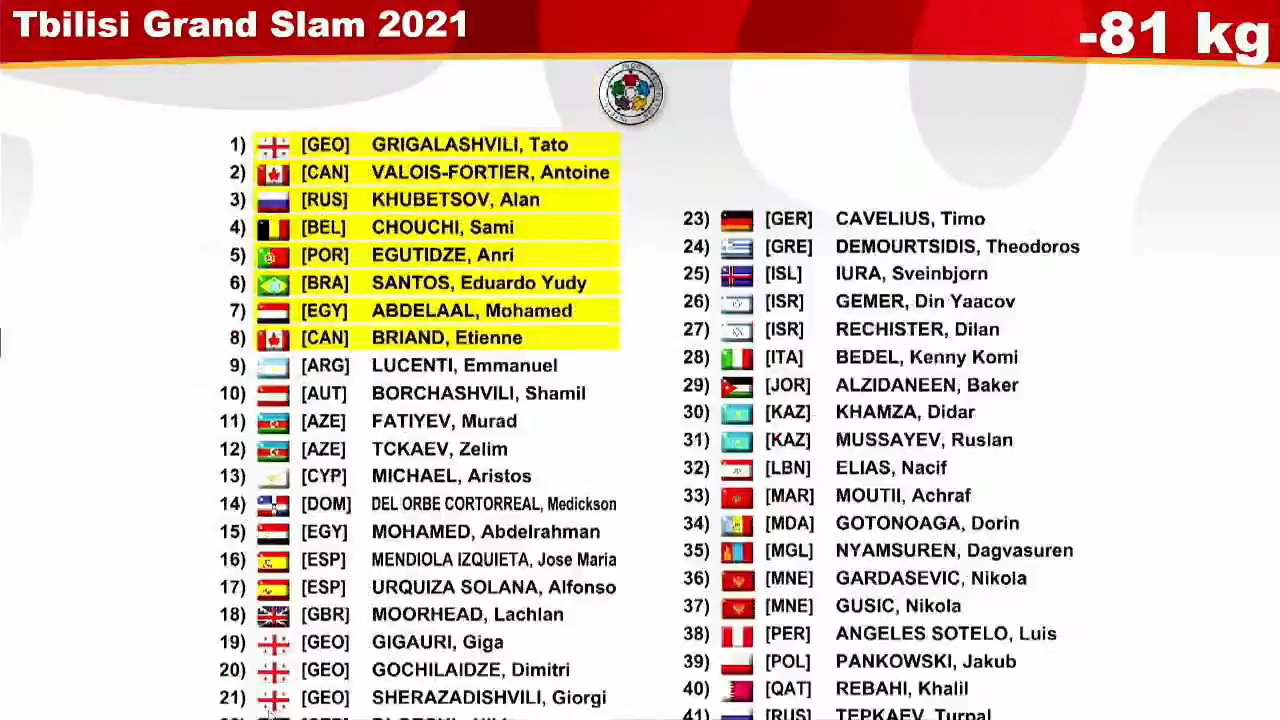 Tbilisi Grand Slam 2021
-81 kg
1) [GEO] GRIGALASHVILI, Tato
2) [CAN] VALOIS-FORTIER, Antoine
3) [RUS] KHUBETSOV, Alan
4) [BEL] CHOUCHI, Sami
5) [POR] EGUTIDZE, Anri
6) [BRA] SANTOS, Eduardo Yudy
7) [EGY] ABDELAAL, Mohamed
8) [CAN] BRIAND, Etienne
9) [ARG] LUCENTI, Emmanuel
10) [AUT] BORCHASHVILI, Shamil
11) [AZE] FATIYEV, Murad
12) [AZE] TCKAEV, Zelim
13) [CYP] MICHAEL, Aristos
14) [DOM] DEL ORBE CORTORREAL, Medickson
15) [EGY] MOHAMED, Abdelrahman
16) [ESP] MENDIOLA IZQUIETA, Jose Maria
17) [ESP] URQUIZA SOLANA, Alfonso
18) [GBR] MOORHEAD, Lachlan
19) [GEO] GIGAURI, Giga
20) [GEO] GOCHILAIDZE, Dimitri
21) [GEO] SHERAZADISHVILI, Giorgi
23) [GER] CAVELIUS, Timo
24) [GRE] DEMOURTSIDIS, Theodoros
25) [ISL] IURA, Sveinbjorn
26) [ISR] GEMER, Din Yaacov
27) [ISR] RECHISTER, Dilan
28) [ITA] BEDEL, Kenny Komi
29) [JOR] ALZIDANEEN, Baker
30) [KAZ] KHAMZA, Didar
31) [KAZ] MUSSAYEV, Ruslan
32) [LBN] ELIAS, Nacif
33) [MAR] MOUTII, Achraf
34) [MDA] GOTONOAGA, Dorin
35) [MGL] NYAMSUREN, Dagvasuren
36) [MNE] GARDASEVIC, Nikola
37) [MNE] GUSIC, Nikola
38) [PER] ANGELES SOTELO, Luis
39) [POL] PANKOWSKI, Jakub
40) [QAT] REBAHI, Khalil
41) [RUS] TEPKAEV, Turpal